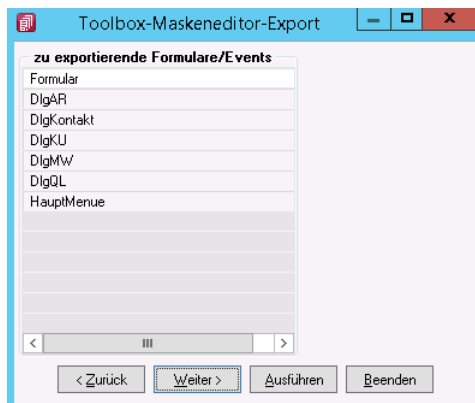 Toolbox-Maskeneditor-Export
zu exportierende Formulare/Events
Formular
DlgAR
DlgKontakt
DlgKU
DlgMW
DlgQL
HauptMenue
< Zurück Weiter > Ausführen Beenden